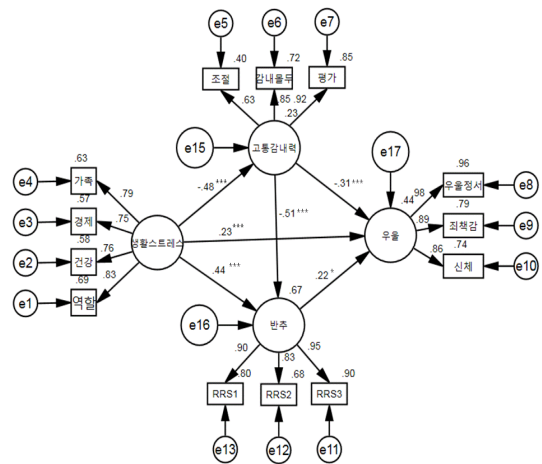 e5
e6
e7
.40
.72
.85
조절
감내몰두
평가
.63
.85
.92
.23
e15
고통감내력
e17
.63
e4
가족
.79
-.48***
-.31***
.96
.44
.98
우울정서
e8
.57
e3
경제
.75
-.51***
.79
.89
죄책감
e9
.58
생활스트레스
.23***
우울
e2
건강
.76
.74
.86
신체
e10
.69
.83
.44***
.22*
e1
역할
.67
e16
반추
.90
.83
.95
.80
.68
.90
RRS1
RRS2
RRS3
e13
e12
e11